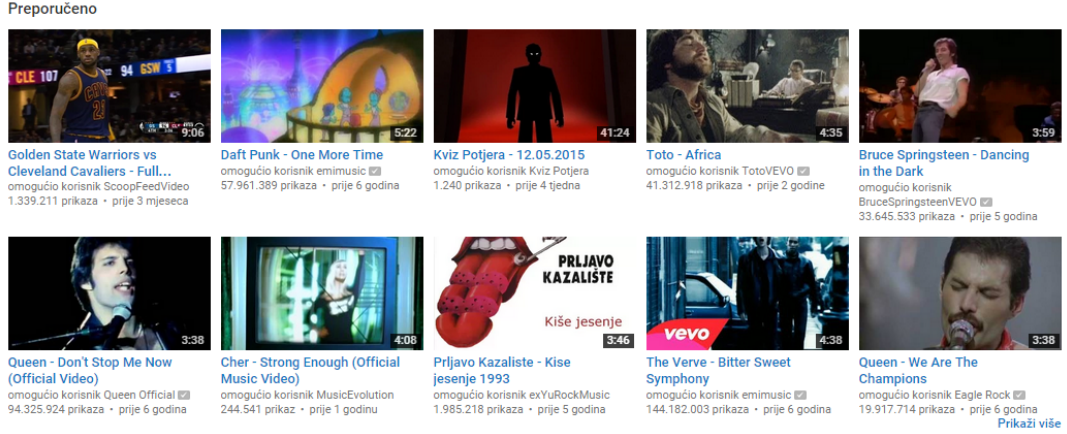 Preporučeno
CLE 107
94 GSW
CAVS
23
9:06
Golden State Warriors vs
Cleveland Cavaliers - Full...
omogućio korisnik ScoopFeedVideo
1.339.211 prikaza • prije 3 mjeseca
5:22
Daft Punk - One More Time
omogućio korisnik emimusic
57.961.389 prikaza • prije 6 godina
41:24
Kviz Potjera - 12.05.2015
omogućio korisnik Kviz Potjera
1.240 prikaza • prije 4 tjedna
4:35
Toto - Africa
omogućio korisnik TotoVEVO
41.312.918 prikaza • prije 2 godine
3:59
Bruce Springsteen - Dancing
in the Dark
omogućio korisnik
BruceSpringsteenVEVO
33.645.533 prikaza • prije 5 godina
3:38
Queen - Don't Stop Me Now
(Official Video)
omogućio korisnik Queen Official
94.325.924 prikaza • prije 6 godina
4:08
Cher - Strong Enough (Official
Music Video)
omogućio korisnik MusicEvolution
244.541 prikaz • prije 1 godinu
PRLJAVO
KAZALIŠTE
Kiše jesenje
3:46
Prljavo Kazaliste - Kise
jesenje 1993
omogućio korisnik exYuRockMusic
1.985.218 prikaza • prije 5 godina
vevo
4:38
The Verve - Bitter Sweet
Symphony
omogućio korisnik emimusic
144.182.003 prikaza • prije 6 godina
3:38
Queen - We Are The
Champions
omogućio korisnik Eagle Rock
19.917.714 prikaza • prije 6 godina
Prikaži više